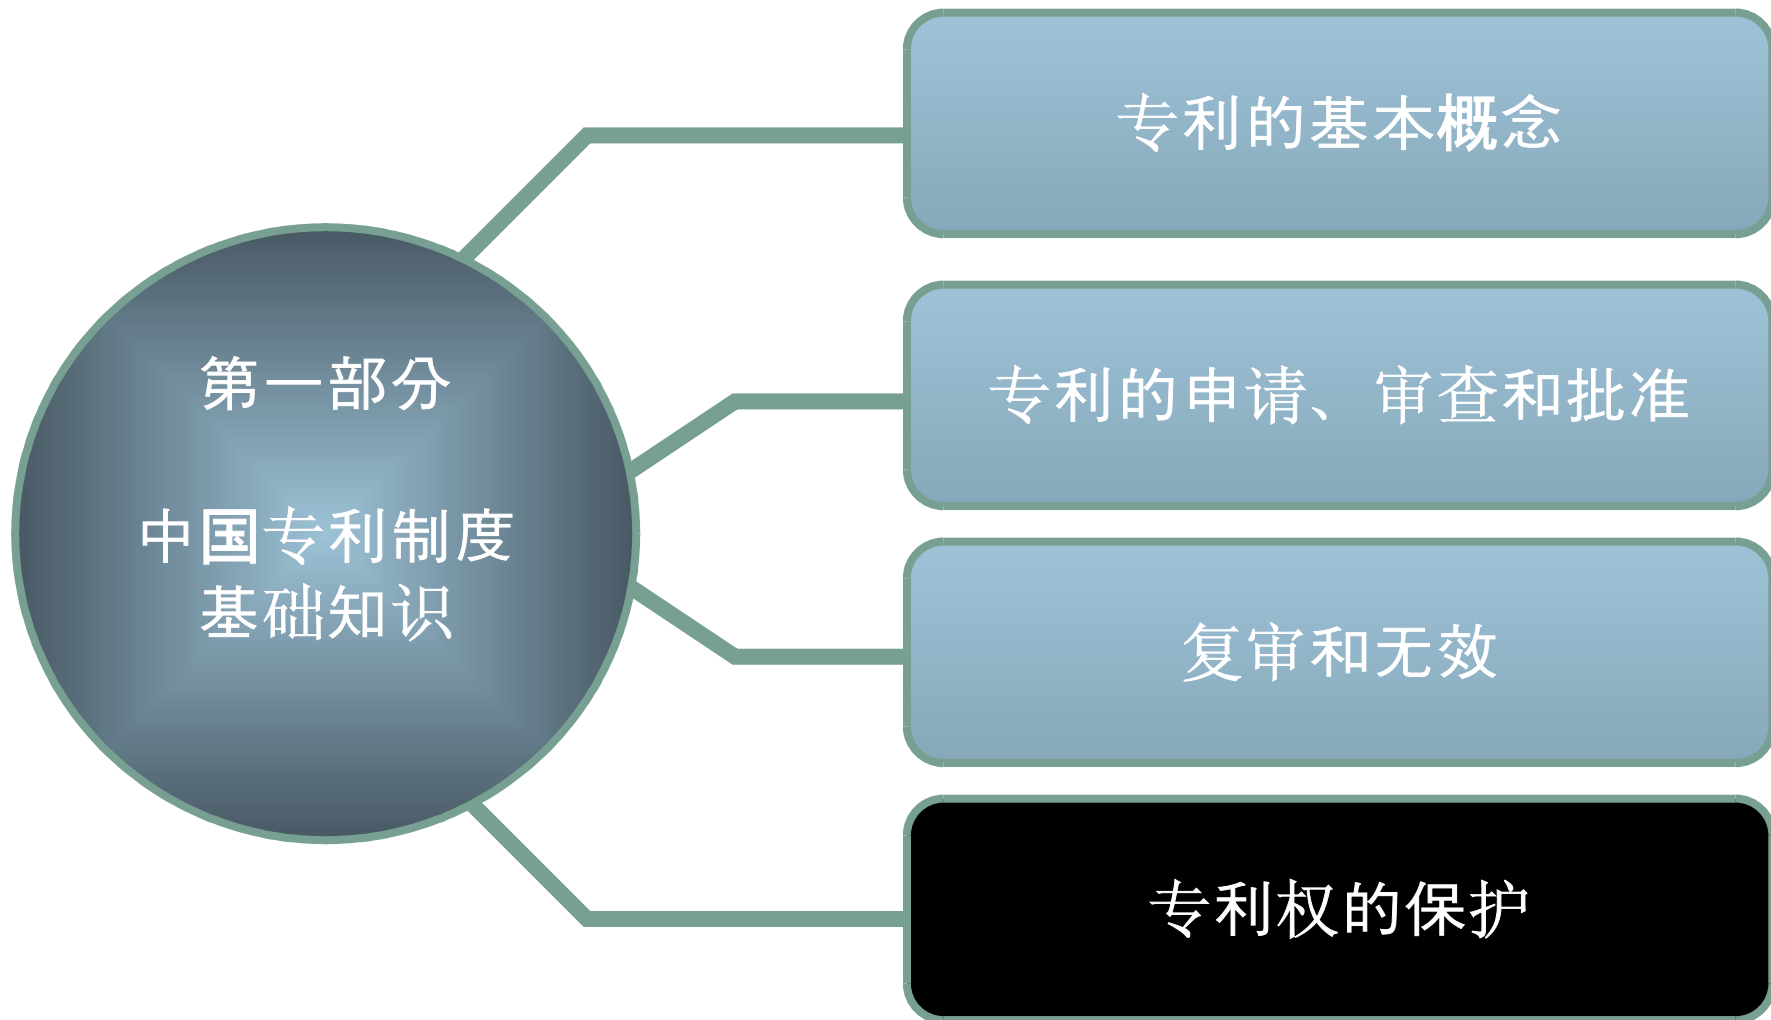 第一部分
中国专利制度
基础知识
专利的基本概念
专利的申请、审查和批准
复审和无效
专利权的保护